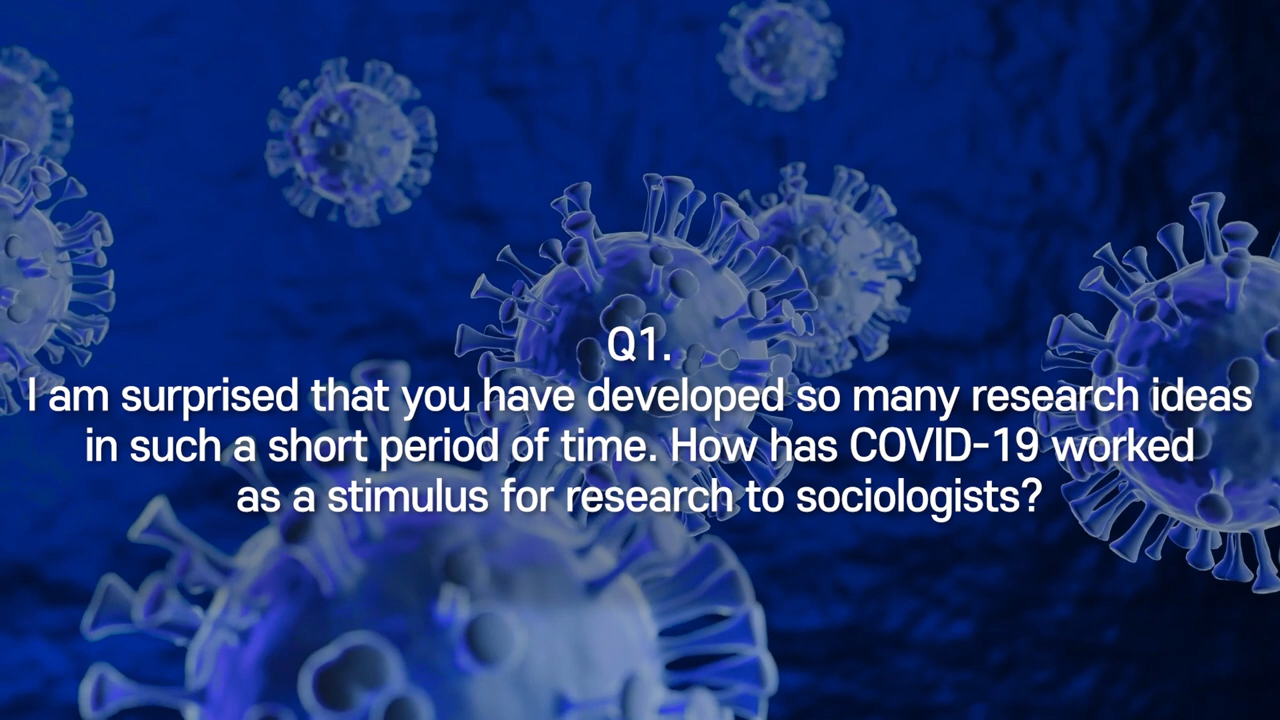 Q1.
I am surprised that you have developed so many research ideas
in such a short period of time. How has COVID-19 worked
as a stimulus for research to sociologists?